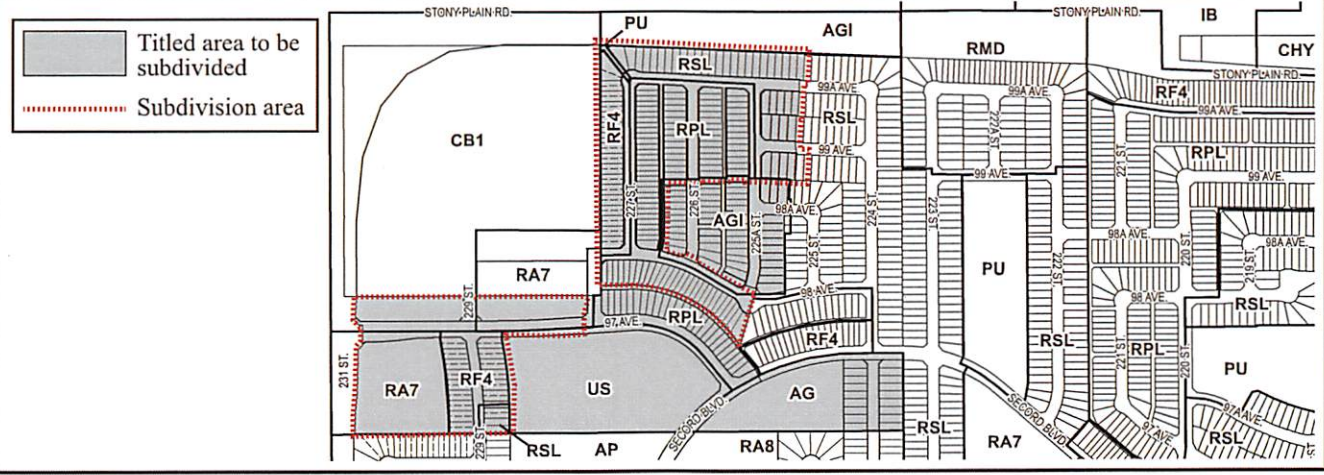 Titled area to be
subdivided
Subdivision area
STONY PLAIN RD.
STONY PLAIN RD.
IB
PU
AGI
RMD
CHY
STONY PLAIN RD.
RSL
99A AVE.
99A AVE.
RF4
99A AVE.
CB1
RF4
RPL
RSL
222A ST.
221 ST.
RPL
99 AVE.
99 AVE.
99 AVE.
227 ST.
226 ST.
AGI
225A ST.
98A AVE.
225 ST.
224 ST.
223 ST.
PU
222 ST.
98A AVE.
220 ST.
219 ST.
98A AVE.
RA7
229 ST.
98 AVE.
98 AVE.
RSL
97 AVE.
RPL
RF4
RSL
221 ST.
RPL
220 ST.
PU
231 ST.
RA7
RF4
US
AG
SECORD BLVD
SECORD BLVD
RSL
97 AVE.
97A AVE.
RSL
229 ST.
RSL
AP
RA8
RA7